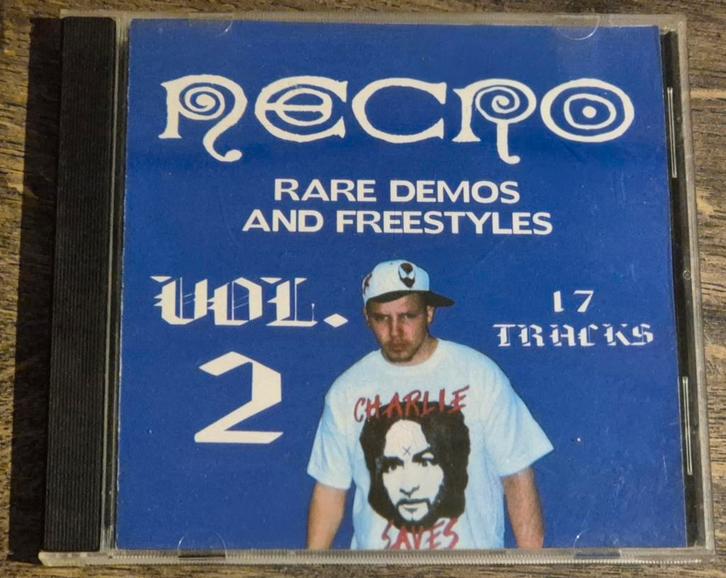 NECRO
RARE DEMOS
AND FREESTYLES
VOL.
2
17
TRACKS
CHARLIE
SAVES